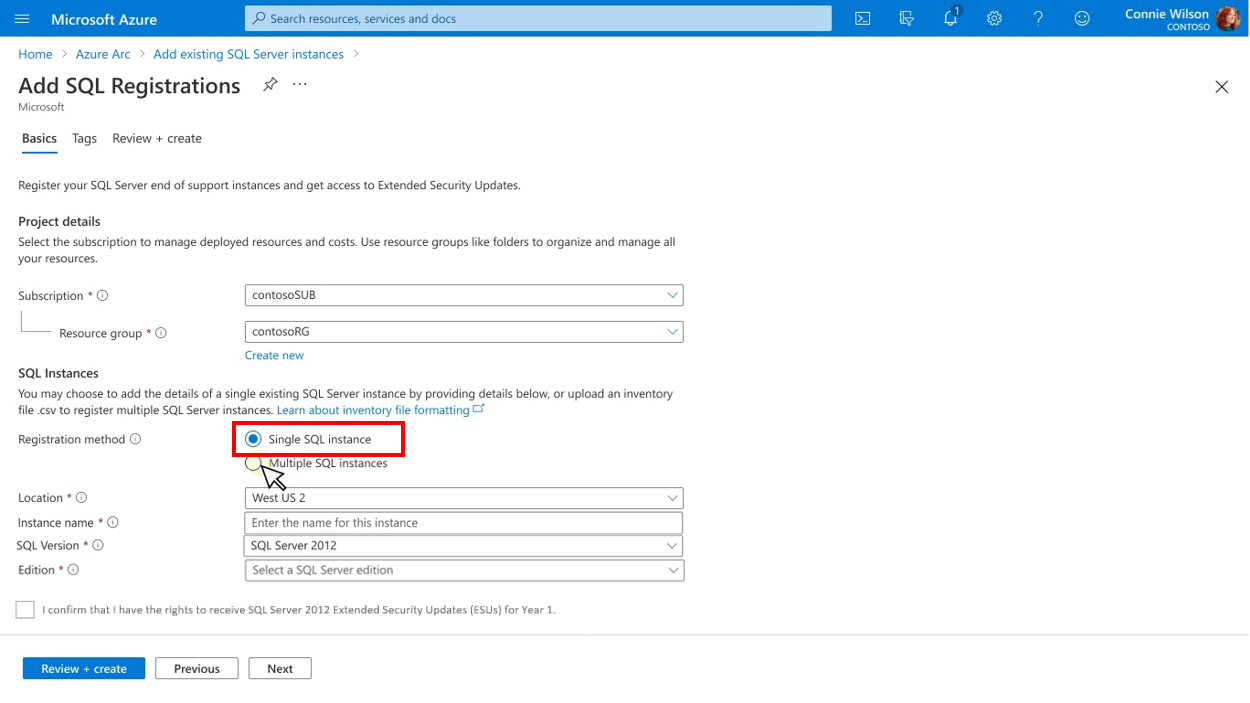 Microsoft Azure
Search resources, services and docs
1
Connie Wilson
CONTOSO
Home > Azure Arc > Add existing SQL Server instances >
Add SQL Registrations
Microsoft
Basics Tags Review + create
Register your SQL Server end of support instances and get access to Extended Security Updates.
Project details
Select the subscription to manage deployed resources and costs. Use resource groups like folders to organize and manage all
your resources.
Subscription * contosoSUB
Resource group * contosoRG
Create new
SQL Instances
You may choose to add the details of a single existing SQL Server instance by providing details below, or upload an inventory
file .csv to register multiple SQL Server instances. Learn about inventory file formatting
Registration method Single SQL instance
Multiple SQL instances
Location * West US 2
Instance name * Enter the name for this instance
SQL Version * SQL Server 2012
Edition * Select a SQL Server edition
I confirm that I have the rights to receive SQL Server 2012 Extended Security Updates (ESUs) for Year 1.
Review + create Previous Next